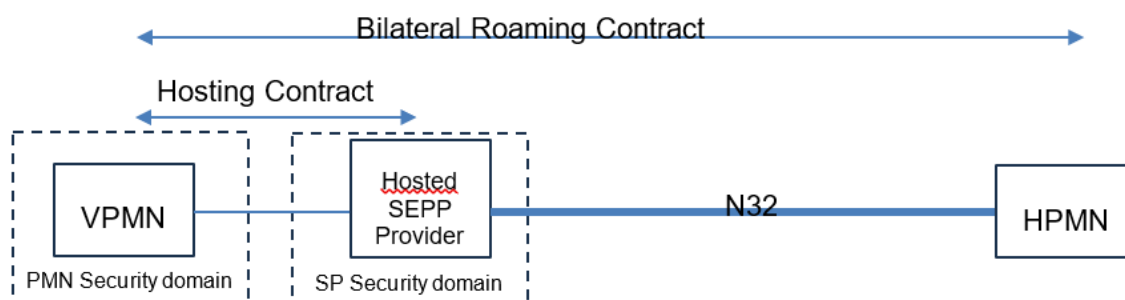 Bilateral Roaming Contract
Hosting Contract
VPMN
Hosted
SEPP
Provider
N32
HPMN
PMN Security domain
SP Security domain